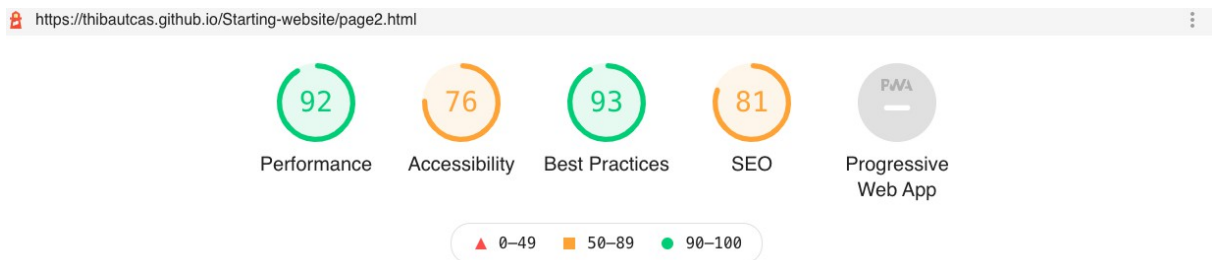 https://thibautcas.github.io/Starting-website/page2.html
92 76 93 81 PWA
Performance Accessibility Best Practices SEO Progressive
Web App
0–49 50–89 90–100